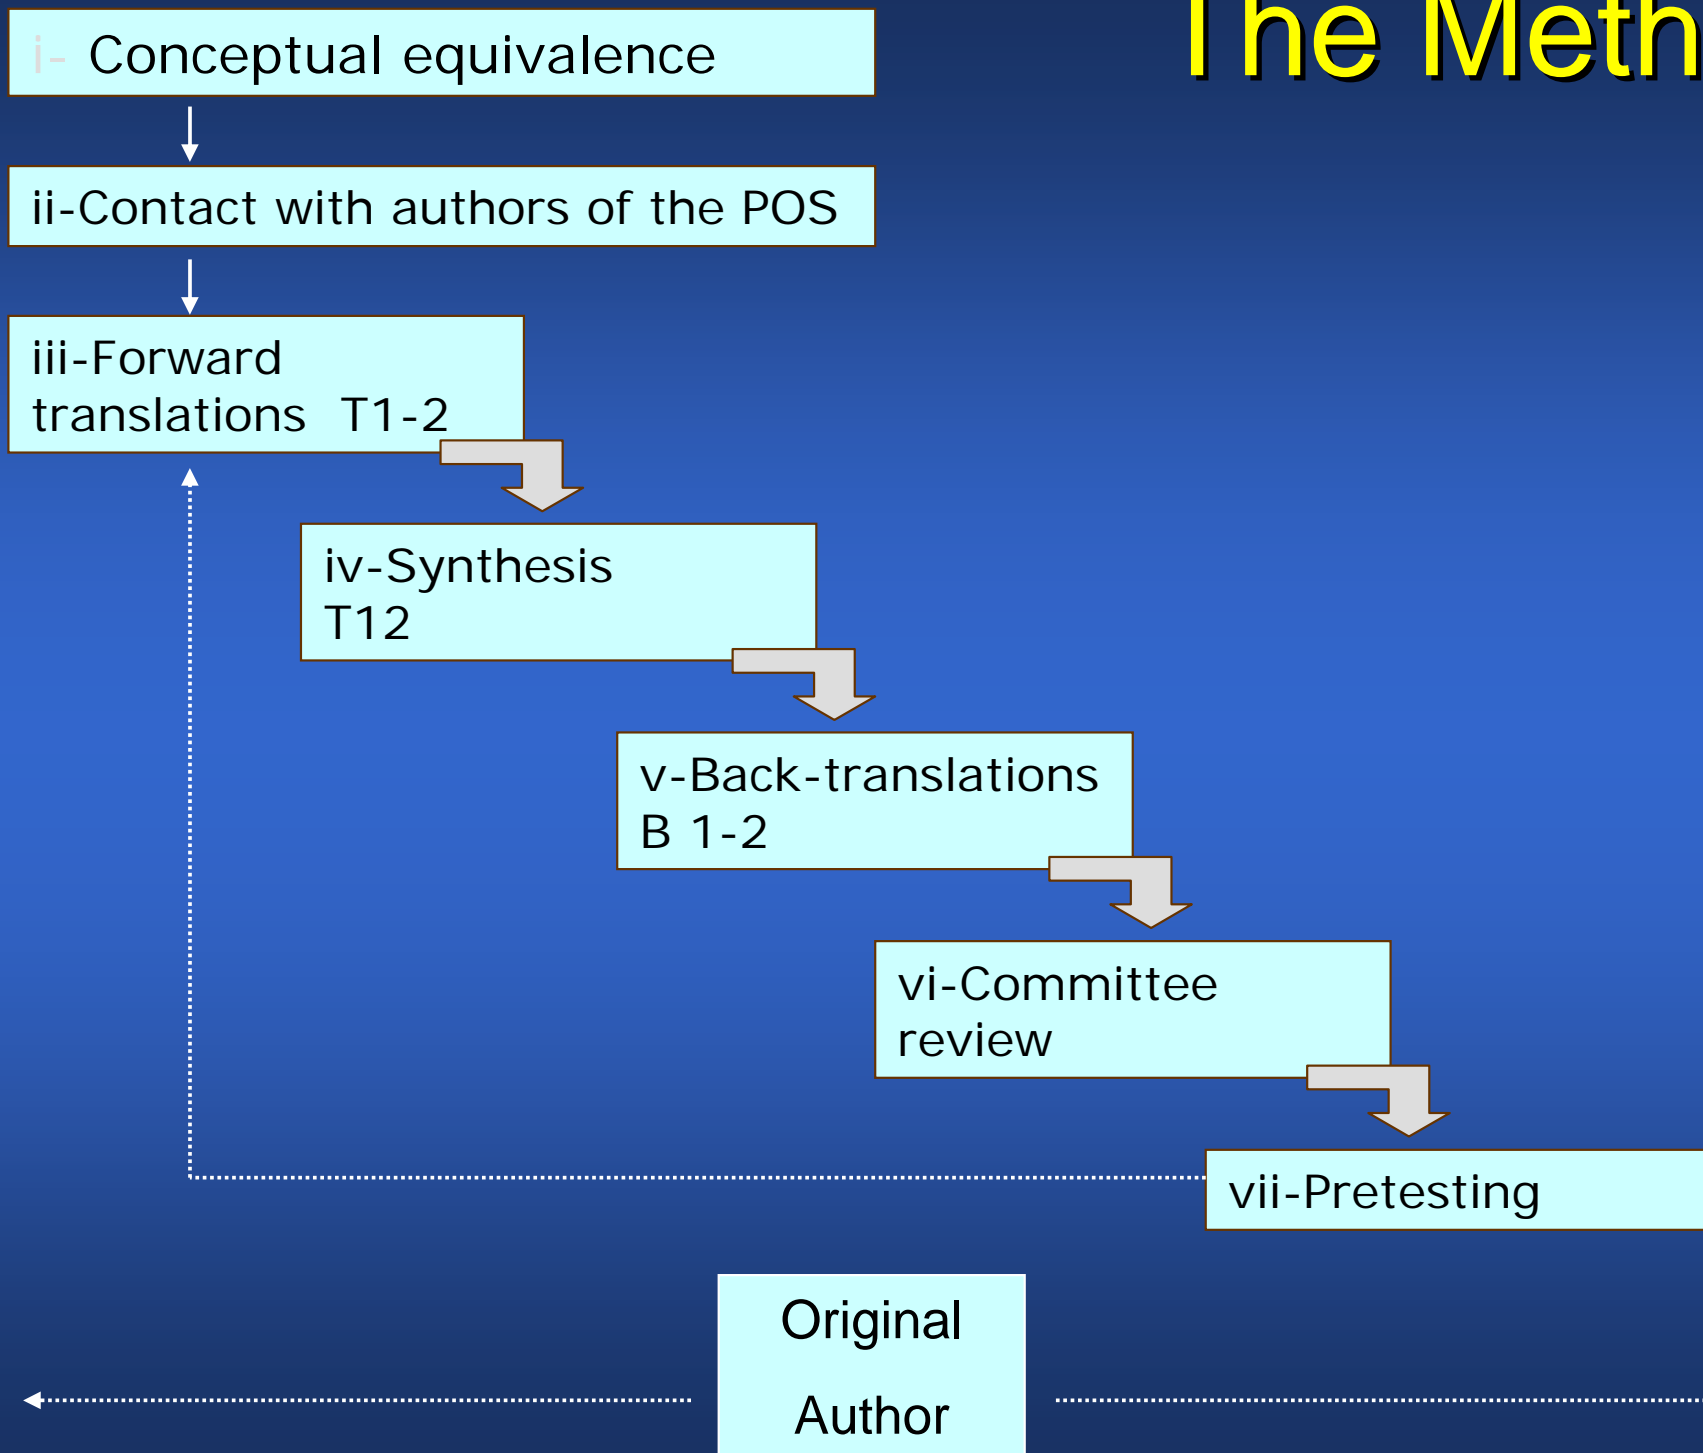 The Meth
i- Conceptual equivalence
ii-Contact with authors of the POS
iii-Forward
translations T1-2
iv-Synthesis
T12
v-Back-translations
B 1-2
vi-Committee
review
vii-Pretesting
Original
Author